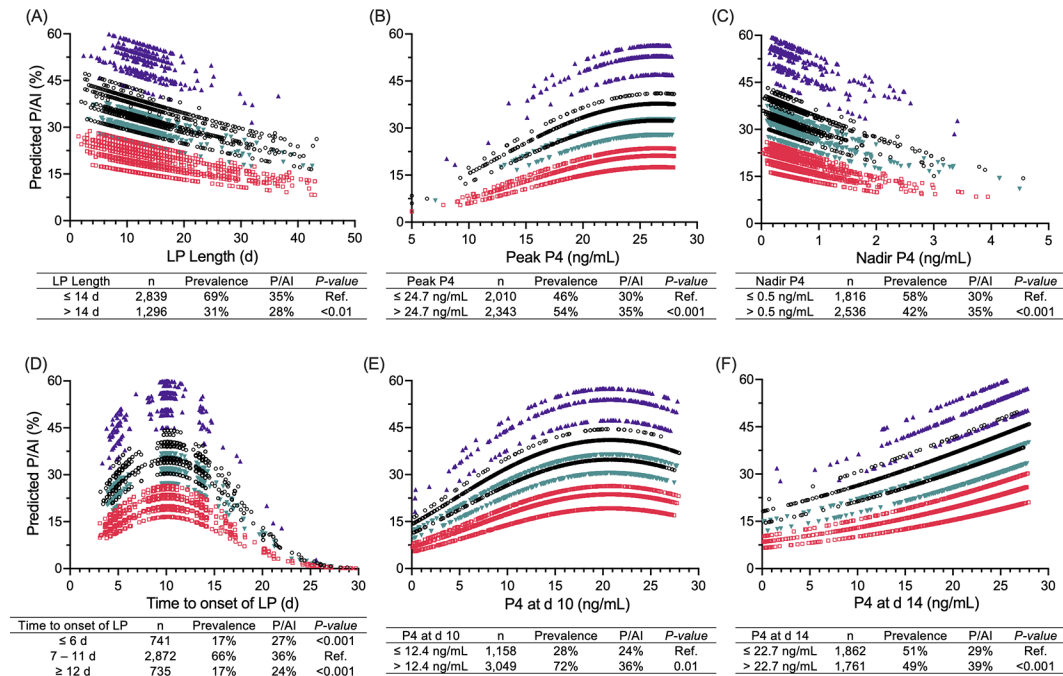 (A)
Predicted P/AI (%)
60
45
30
15
0
0 10 20 30 40 50
LP Length (d)
LP Length n Prevalence P/AI P-value
≤ 14 d 2,839 69% 35% Ref.
> 14 d 1,296 31% 28% <0.01
(B)
60
45
30
15
0
5 10 15 20 25 30
Peak P4 (ng/mL)
Peak P4 n Prevalence P/AI P-value
≤ 24.7 ng/mL 2,010 46% 30% Ref.
> 24.7 ng/mL 2,343 54% 35% <0.001
(C)
60
45
30
15
0
0 1 2 3 4 5
Nadir P4 (ng/mL)
Nadir P4 n Prevalence P/AI P-value
≤ 0.5 ng/mL 1,816 58% 30% Ref.
> 0.5 ng/mL 2,536 42% 35% <0.001
(D)
Predicted P/AI (%)
60
45
30
15
0
0 5 10 15 20 25 30
Time to onset of LP (d)
Time to onset of LP n Prevalence P/AI P-value
≤ 6 d 741 17% 27% <0.001
7 – 11 d 2,872 66% 36% Ref.
≥ 12 d 735 17% 24% <0.001
(E)
60
45
30
15
0
0 5 10 15 20 25 30
P4 at d 10 (ng/mL)
P4 at d 10 n Prevalence P/AI P-value
≤ 12.4 ng/mL 1,158 28% 24% Ref.
> 12.4 ng/mL 3,049 72% 36% 0.01
(F)
60
45
30
15
0
0 5 10 15 20 25 30
P4 at d 14 (ng/mL)
P4 at d 14 n Prevalence P/AI P-value
≤ 22.7 ng/mL 1,862 51% 29% Ref.
> 22.7 ng/mL 1,761 49% 39% <0.001